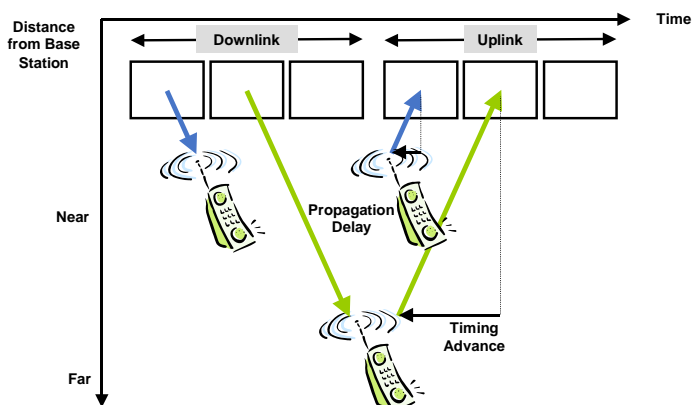 Distance
from Base
Station
Downlink
Uplink
Time
Near
Propagation
Delay
Timing
Advance
Far